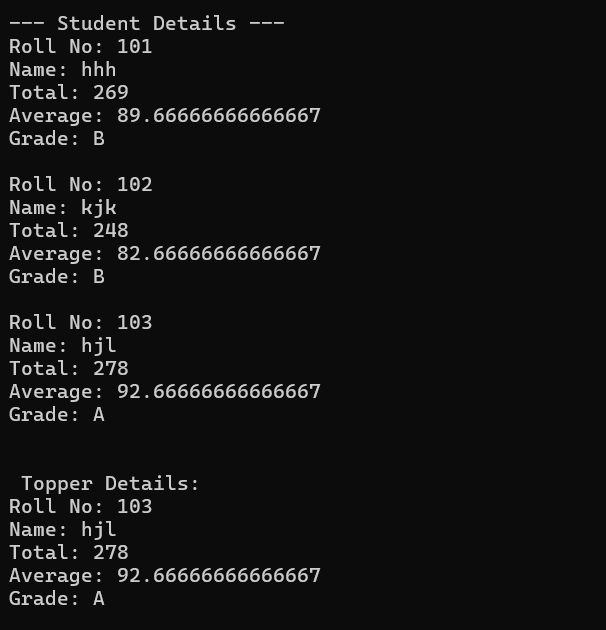 --- Student Details ---
Roll No: 101
Name: hhh
Total: 269
Average: 89.66666666666667
Grade: B
Roll No: 102
Name: kjk
Total: 248
Average: 82.66666666666667
Grade: B
Roll No: 103
Name: hjl
Total: 278
Average: 92.66666666666667
Grade: A
Topper Details:
Roll No: 103
Name: hjl
Total: 278
Average: 92.66666666666667
Grade: A